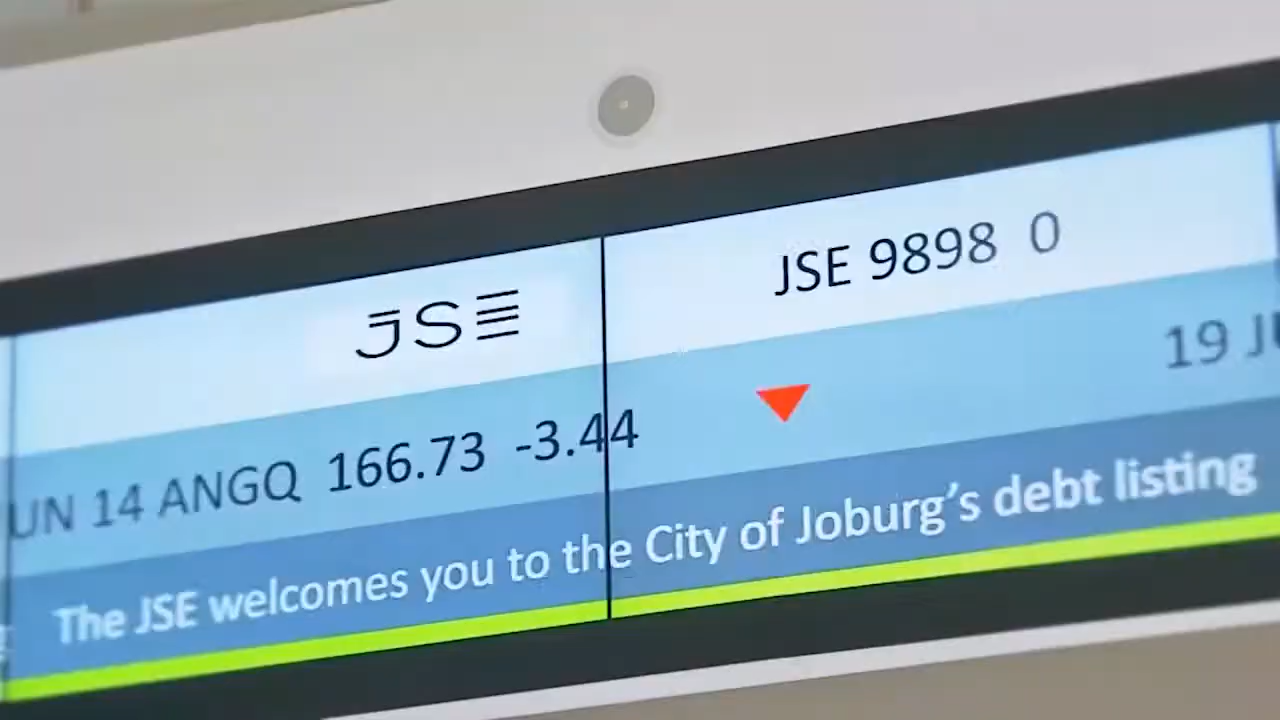 JSE
JSE 9898 0
UN 14 ANGQ 166.73 -3.44
19 J
The JSE welcomes you to the City of Joburg's debt listing